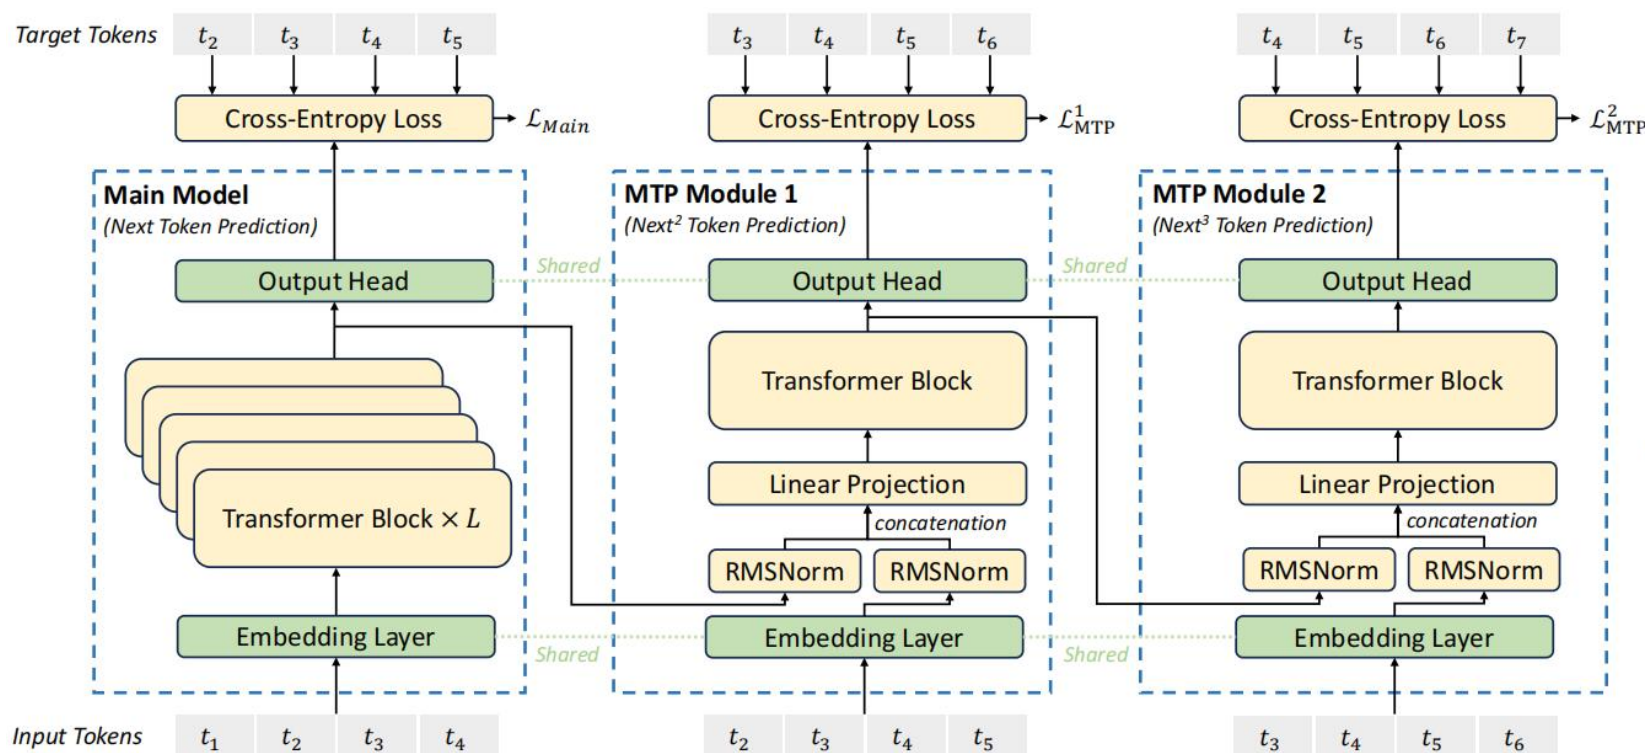 Target Tokens t₂ t₃ t₄ t₅ t₃ t₄ t₅ t₆ t₄ t₅ t₆ t₇
Cross-Entropy Loss ℒ_Main Cross-Entropy Loss ℒ¹_MTP Cross-Entropy Loss ℒ²_MTP
Main Model MTP Module 1 MTP Module 2
(Next Token Prediction) (Next² Token Prediction) (Next³ Token Prediction)
Output Head Shared Output Head Shared Output Head
Transformer Block Transformer Block
Transformer Block × L Linear Projection Linear Projection
concatenation concatenation
RMSNorm RMSNorm RMSNorm RMSNorm
Embedding Layer Shared Embedding Layer Shared Embedding Layer
Input Tokens t₁ t₂ t₃ t₄ t₂ t₃ t₄ t₅ t₃ t₄ t₅ t₆